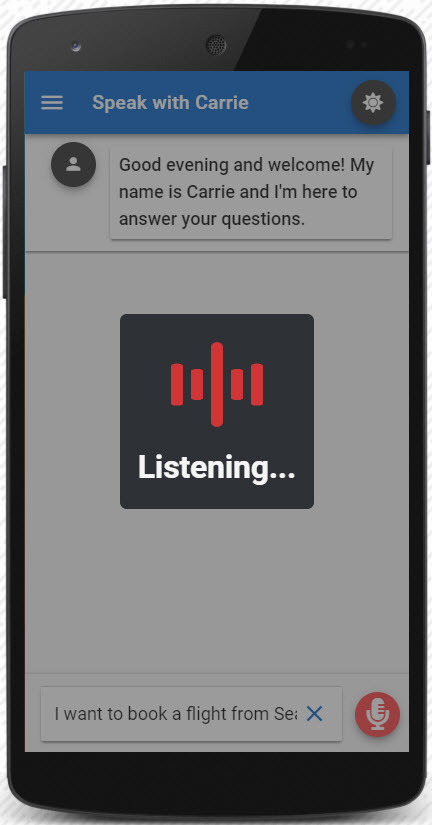 Speak with Carrie
Good evening and welcome! My
name is Carrie and I'm here to
answer your questions.
Listening...
I want to book a flight from Sea